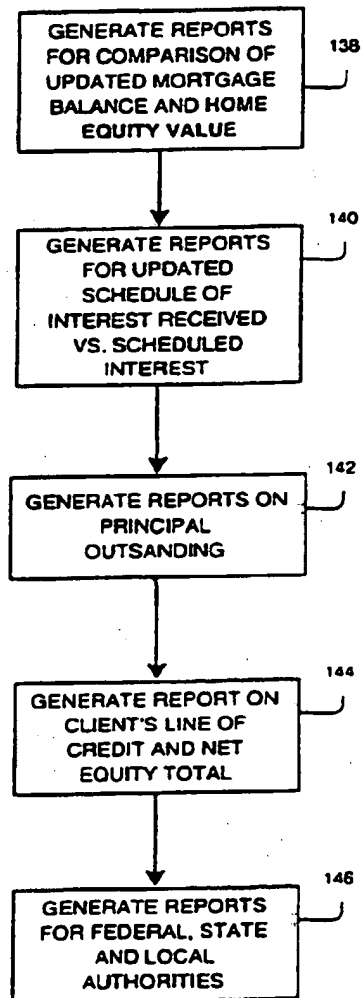 GENERATE REPORTS
FOR COMPARISON OF
UPDATED MORTGAGE
BALANCE AND HOME
EQUITY VALUE
138
GENERATE REPORTS
FOR UPDATED
SCHEDULE OF
INTEREST RECEIVED
VS. SCHEDULED
INTEREST
140
GENERATE REPORTS ON
PRINCIPAL
OUTSANDING
142
GENERATE REPORT ON
CLIENT'S LINE OF
CREDIT AND NET
EQUITY TOTAL
144
GENERATE REPORTS
FOR FEDERAL, STATE
AND LOCAL
AUTHORITIES
146